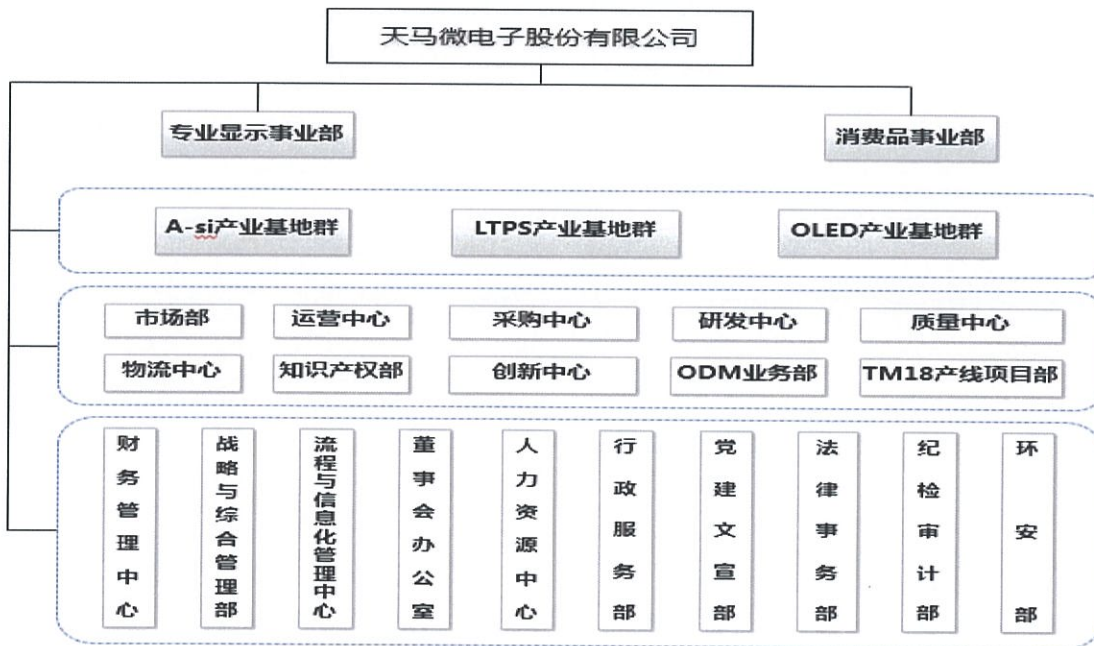 天马微电子股份有限公司
专业显示事业部
消费品事业部
A-si产业基地群
LTPS产业基地群
OLED产业基地群
市场部
运营中心
采购中心
研发中心
质量中心
物流中心
知识产权部
创新中心
ODM业务部
TM18产线项目部
财务管理中心
战略与综合管理部
流程与信息化管理中心
董事会办公室
人力资源中心
行政服务部
党建文宣部
法律事务部
纪检审计部
环安部